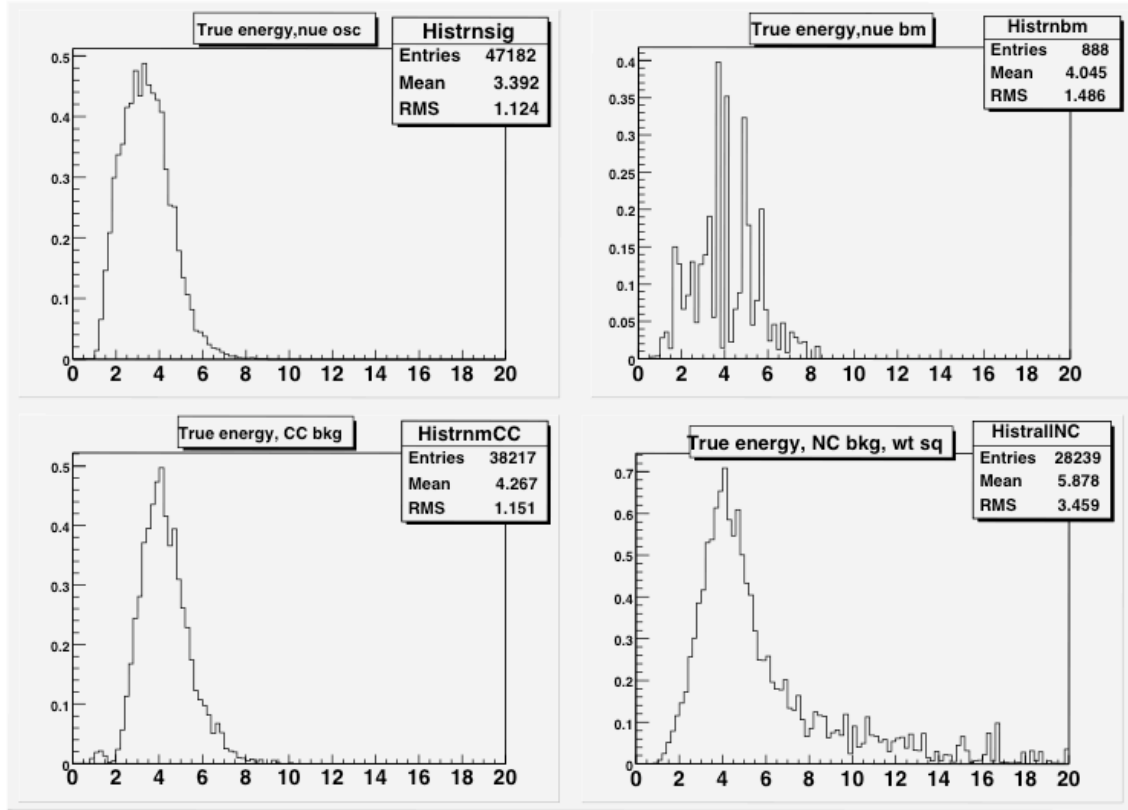 True energy,nue osc
Histrnsig
Entries 47182
Mean 3.392
RMS 1.124
0.5
0.4
0.3
0.2
0.1
0
0 2 4 6 8 10 12 14 16 18 20
True energy,nue bm
Histrnbm
Entries 888
Mean 4.045
RMS 1.486
0.4
0.35
0.3
0.25
0.2
0.15
0.1
0.05
0
0 2 4 6 8 10 12 14 16 18 20
True energy, CC bkg
HistrnmCC
Entries 38217
Mean 4.267
RMS 1.151
0.5
0.4
0.3
0.2
0.1
0
0 2 4 6 8 10 12 14 16 18 20
True energy, NC bkg, wt sq
HistrallNC
Entries 28239
Mean 5.878
RMS 3.459
0.7
0.6
0.5
0.4
0.3
0.2
0.1
0
0 2 4 6 8 10 12 14 16 18 20